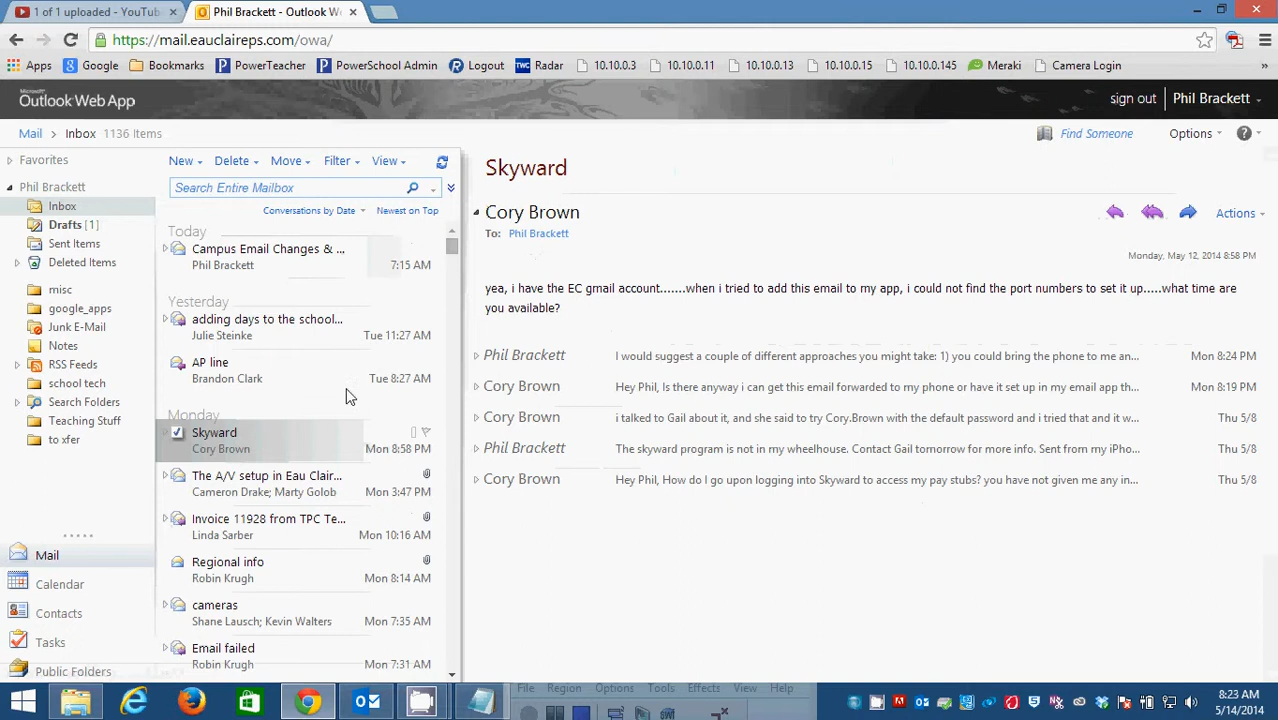 1 of 1 uploaded - YouTu
Phil Brackett - Outlook We
https://mail.eauclaireps.com/owa/
Apps Google Bookmarks PowerTeacher PowerSchool Admin Logout TWC Radar 10.10.0.3 10.10.0.11 10.10.0.13 10.10.0.15 10.10.0.145 Meraki Camera Login »
Microsoft
Outlook Web App
sign out Phil Brackett
Mail > Inbox 1136 Items
Find Someone Options
Favorites
Phil Brackett
Inbox
Drafts [1]
Sent Items
Deleted Items
misc
google_apps
Junk E-Mail
Notes
RSS Feeds
school tech
Search Folders
Teaching Stuff
to xfer
Mail
Calendar
Contacts
Tasks
Public Folders
New Delete Move Filter View
Search Entire Mailbox
Conversations by Date Newest on Top
Today
Campus Email Changes & ...
Phil Brackett 7:15 AM
Yesterday
adding days to the school...
Julie Steinke Tue 11:27 AM
AP line
Brandon Clark Tue 8:27 AM
Monday
Skyward
Cory Brown Mon 8:58 PM
The A/V setup in Eau Clair...
Cameron Drake; Marty Golob Mon 3:47 PM
Invoice 11928 from TPC Te...
Linda Sarber Mon 10:16 AM
Regional info
Robin Krugh Mon 8:14 AM
cameras
Shane Lausch; Kevin Walters Mon 7:35 AM
Email failed
Robin Krugh Mon 7:31 AM
Skyward
Cory Brown
Actions
To: Phil Brackett
Monday, May 12, 2014 8:58 PM
yea, i have the EC gmail account.......when i tried to add this email to my app, i could not find the port numbers to set it up.....what time are
you available?
Phil Brackett I would suggest a couple of different approaches you might take: 1) you could bring the phone to me an... Mon 8:24 PM
Cory Brown Hey Phil, Is there anyway i can get this email forwarded to my phone or have it set up in my email app th... Mon 8:19 PM
Cory Brown i talked to Gail about it, and she said to try Cory.Brown with the default password and i tried that and it w... Thu 5/8
Phil Brackett The skyward program is not in my wheelhouse. Contact Gail tomorrow for more info. Sent from my iPho... Thu 5/8
Cory Brown Hey Phil, How do I go upon logging into Skyward to access my pay stubs? you have not given me any in... Thu 5/8
File Region Options Tools Effects View Help
8:23 AM
5/14/2014